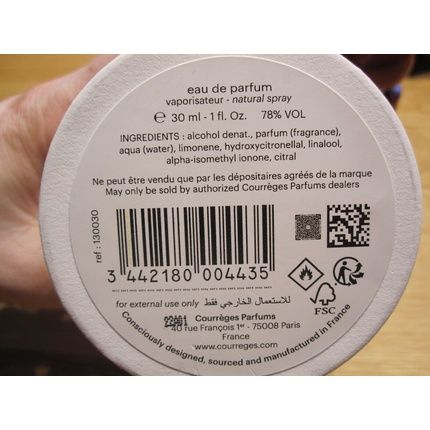 eau de parfum
vaporisateur - natural spray
℮ 30 ml - 1 fl. Oz. 78% VOL
INGREDIENTS : alcohol denat., parfum (fragrance),
aqua (water), limonene, hydroxycitronellal, linalool,
alpha-isomethyl ionone, citral
Ne peut être vendu que par les dépositaires agréés de la marque
May only be sold by authorized Courrèges Parfums dealers
ref : 130030
3 442180 004435
for external use only للاستعمال الخارجي فقط
FSC
Courrèges Parfums
40 rue François 1er - 75008 Paris
France
www.courreges.com
Consciously designed, sourced and manufactured in France